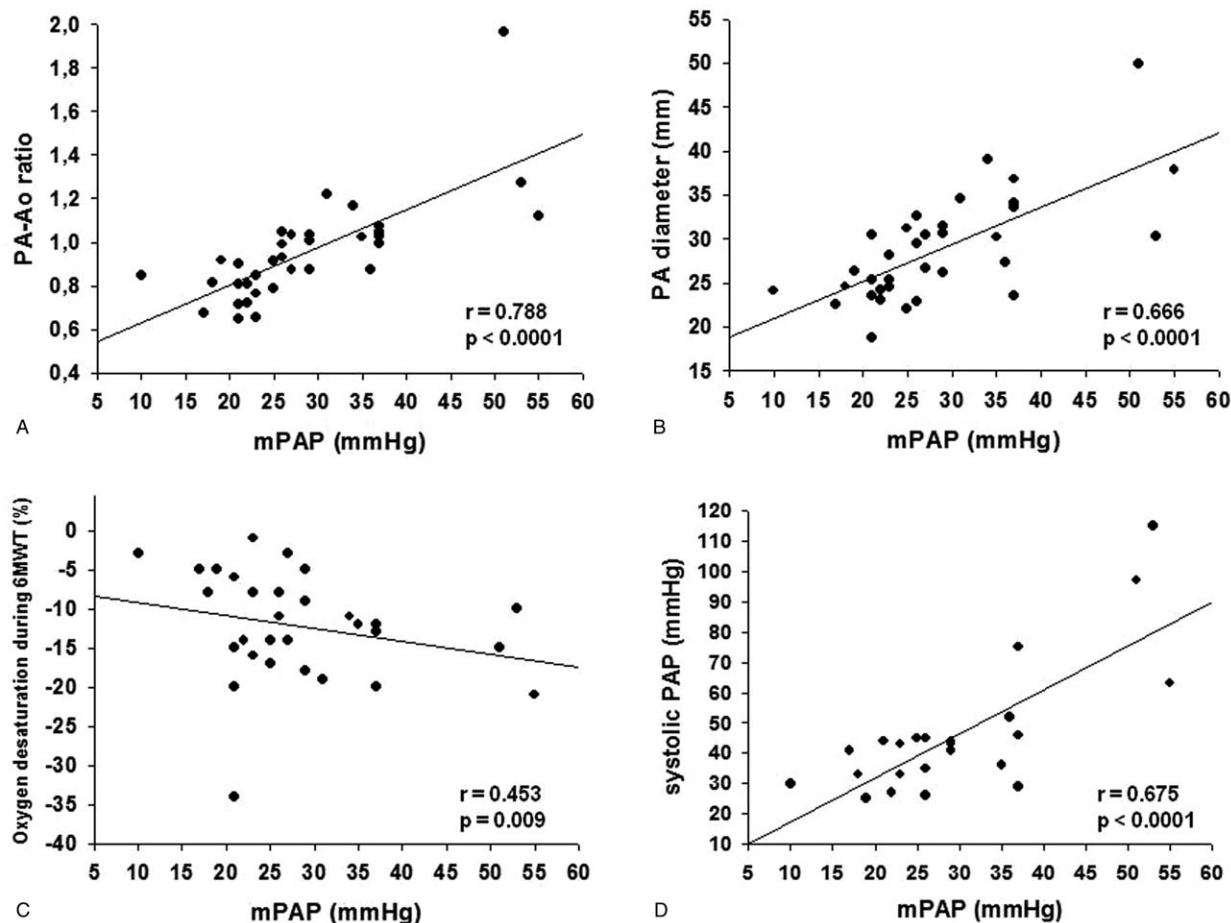 2,0
1,8
1,6
1,4
1,2
1,0
0,8
0,6
0,4
PA-Ao ratio
r = 0.788
p < 0.0001
5 10 15 20 25 30 35 40 45 50 55 60
mPAP (mmHg)
A
55
50
45
40
35
30
25
20
15
PA diameter (mm)
r = 0.666
p < 0.0001
5 10 15 20 25 30 35 40 45 50 55 60
mPAP (mmHg)
B
0
-5
-10
-15
-20
-25
-30
-35
-40
Oxygen desaturation during 6MWT (%)
r = 0.453
p = 0.009
5 10 15 20 25 30 35 40 45 50 55 60
mPAP (mmHg)
C
120
110
100
90
80
70
60
50
40
30
20
10
systolic PAP (mmHg)
r = 0.675
p < 0.0001
5 10 15 20 25 30 35 40 45 50 55 60
mPAP (mmHg)
D